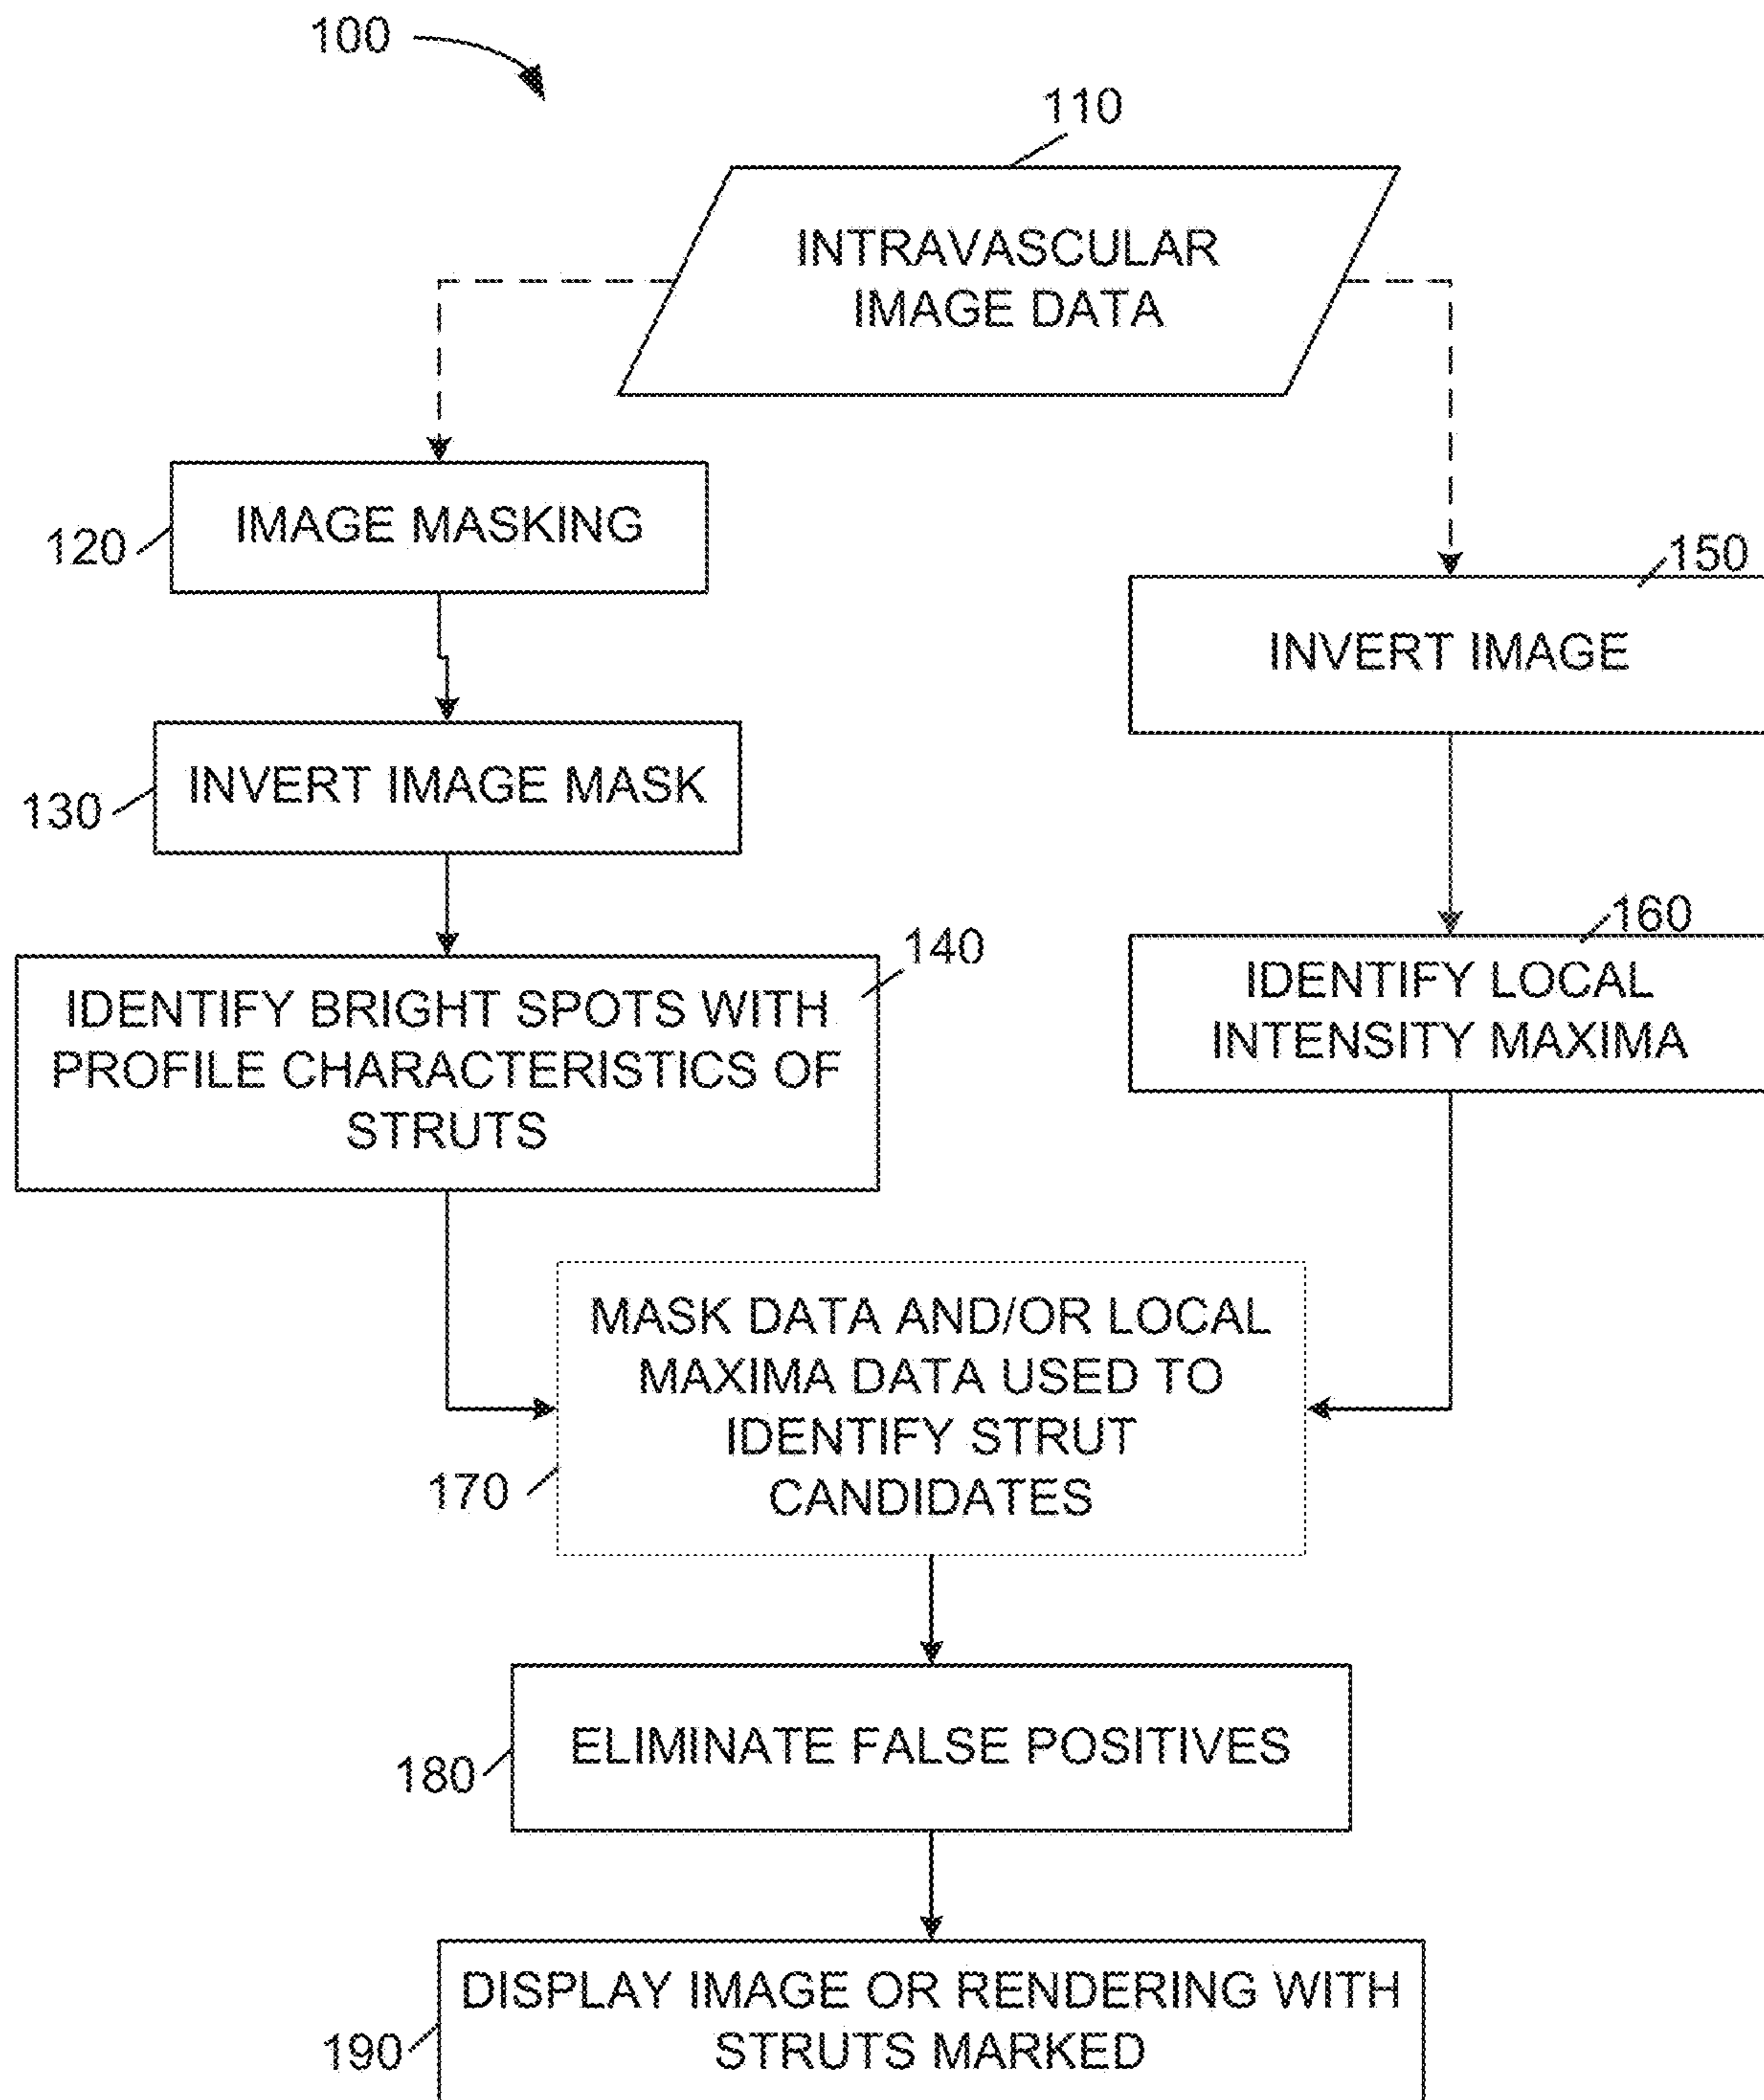 100
110
INTRAVASCULAR
IMAGE DATA
IMAGE MASKING
120
150
INVERT IMAGE
INVERT IMAGE MASK
130
140
IDENTIFY BRIGHT SPOTS WITH
PROFILE CHARACTERISTICS OF
STRUTS
160
IDENTIFY LOCAL
INTENSITY MAXIMA
MASK DATA AND/OR LOCAL
MAXIMA DATA USED TO
IDENTIFY STRUT
CANDIDATES
170
ELIMINATE FALSE POSITIVES
180
DISPLAY IMAGE OR RENDERING WITH
STRUTS MARKED
190